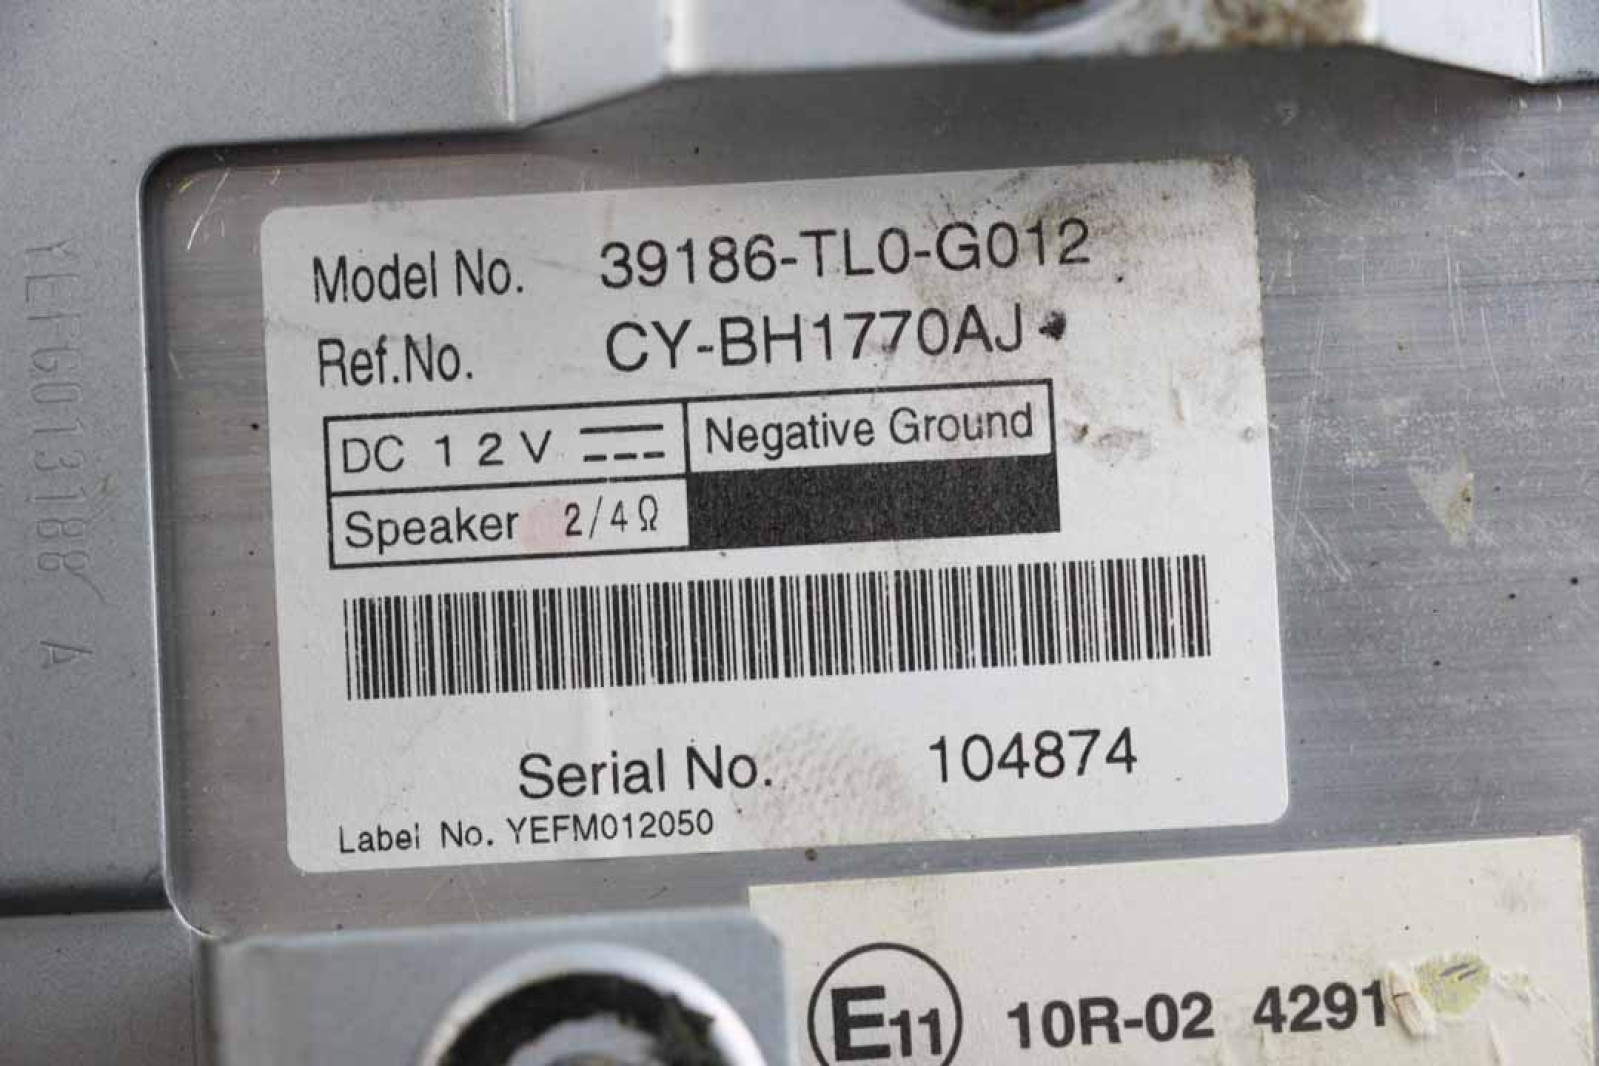 Model No. 39186-TL0-G012
Ref.No. CY-BH1770AJ
DC 12V Negative Ground
Speaker 2/4Ω
Serial No. 104874
Label No. YEFM012050
E11 10R-02 4291
YEFG013188 A